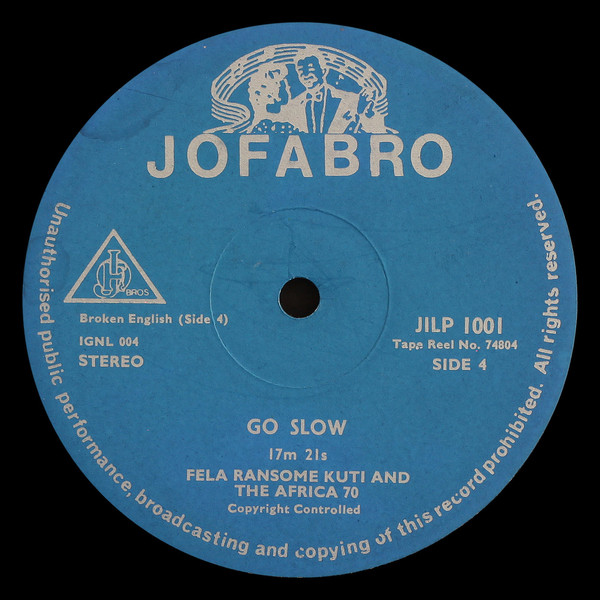 JOFABRO
BROS
Broken English (Side 4)
IGNL 004
STEREO
JILP 1001
Tape Reel No. 74804
SIDE 4
GO SLOW
17m 21s
FELA RANSOME KUTI AND
THE AFRICA 70
Copyright Controlled
Unauthorised public performance, broadcasting and copying of this record prohibited. All rights reserved.